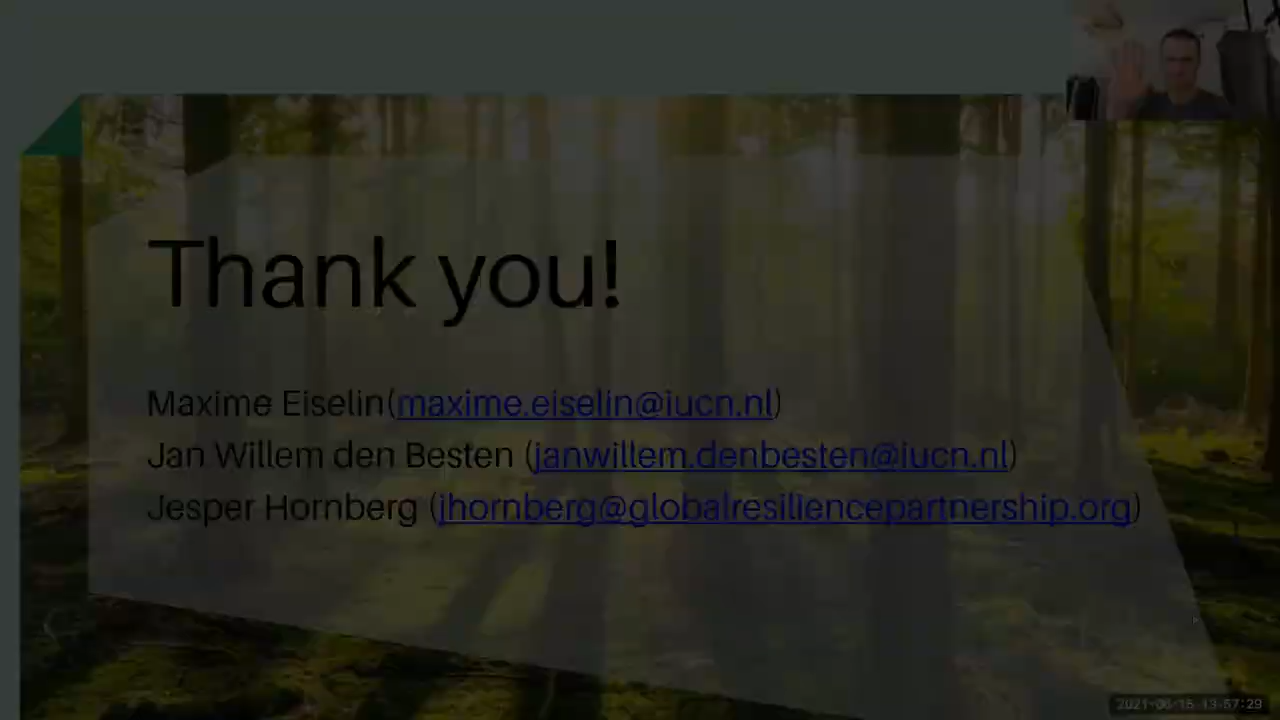 Thank you!
Maxime Eiselin(maxime.eiselin@iucn.nl)
Jan Willem den Besten (janwillem.denbesten@iucn.nl)
Jesper Hornberg (jhornberg@globalresiliencepartnership.org)
2021-06-15 13:57:29